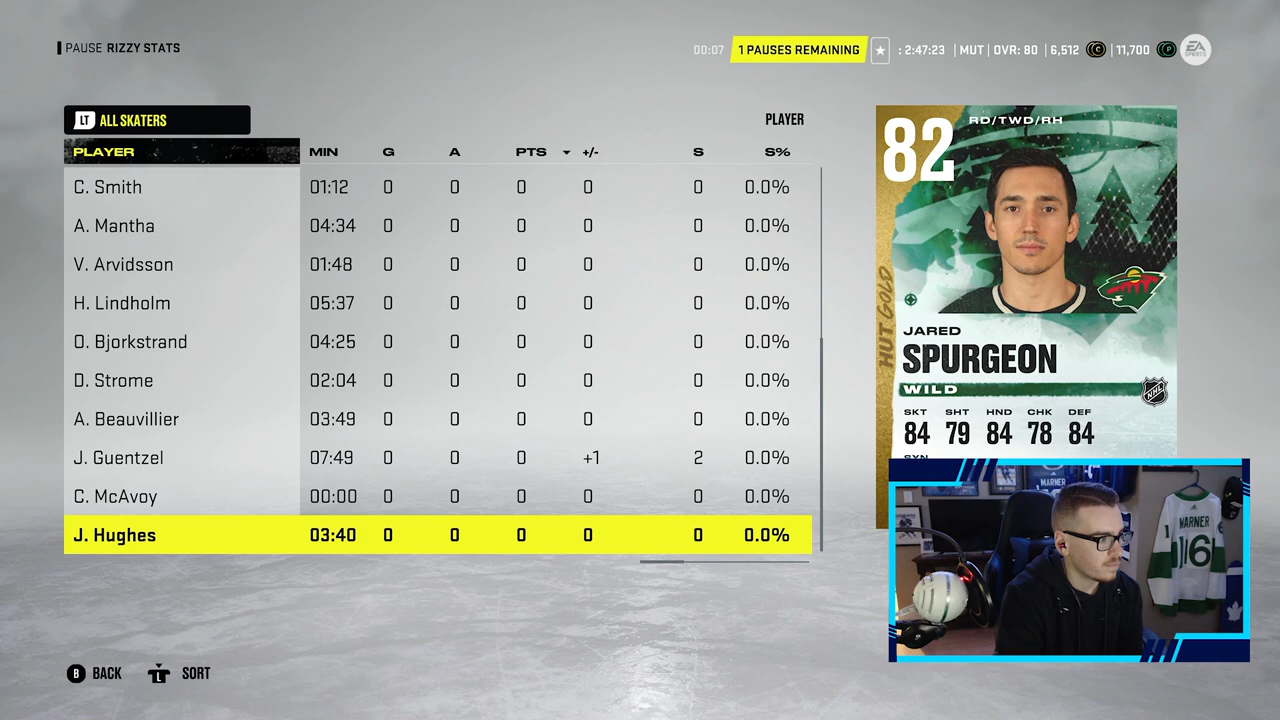 PAUSE RIZZY STATS
00:07 1 PAUSES REMAINING ★ : 2:47:23 | MUT | OVR: 80 | 6,512 C | 11,700 P EA SPORTS
LT ALL SKATERS PLAYER
PLAYER MIN G A PTS +/- S S%
C. Smith 01:12 0 0 0 0 0 0.0%
A. Mantha 04:34 0 0 0 0 0 0.0%
V. Arvidsson 01:48 0 0 0 0 0 0.0%
H. Lindholm 05:37 0 0 0 0 0 0.0%
O. Bjorkstrand 04:25 0 0 0 0 0 0.0%
D. Strome 02:04 0 0 0 0 0 0.0%
A. Beauvillier 03:49 0 0 0 0 0 0.0%
J. Guentzel 07:49 0 0 0 +1 2 0.0%
C. McAvoy 00:00 0 0 0 0 0 0.0%
J. Hughes 03:40 0 0 0 0 0 0.0%
82 RD/TWD/RH
HUT GOLD
JARED
SPURGEON
WILD NHL
SKT SHT HND CHK DEF
84 79 84 78 84
MARNER
MARNER
16
B BACK L SORT